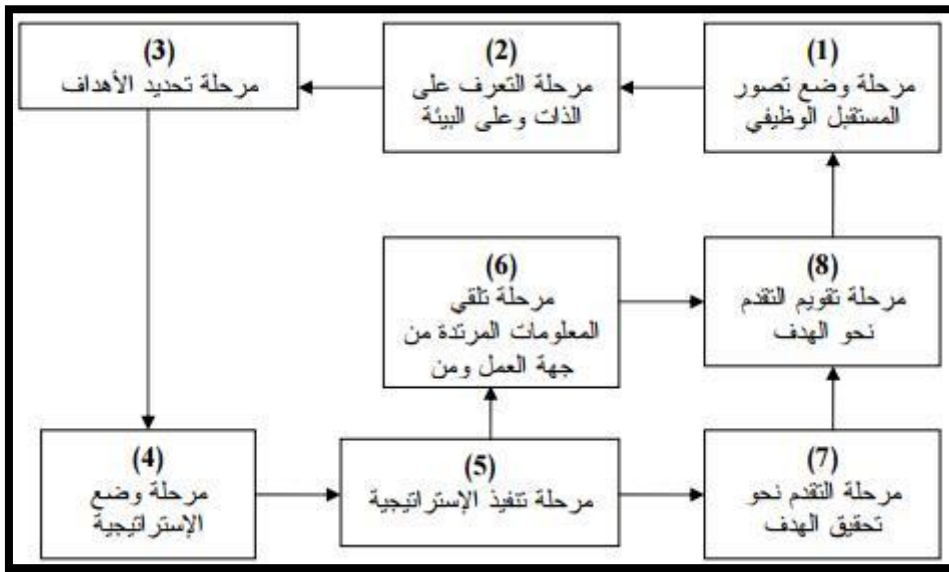 (1)
مرحلة وضع تصور
المستقبل الوظيفي
(2)
مرحلة التعرف على
الذات وعلى البيئة
(3)
مرحلة تحديد الأهداف
(4)
مرحلة وضع
الإستراتيجية
(5)
مرحلة تنفيذ الإستراتيجية
(6)
مرحلة تلقي
المعلومات المرتدة من
جهة العمل ومن
(7)
مرحلة التقدم نحو
تحقيق الهدف
(8)
مرحلة تقويم التقدم
نحو الهدف